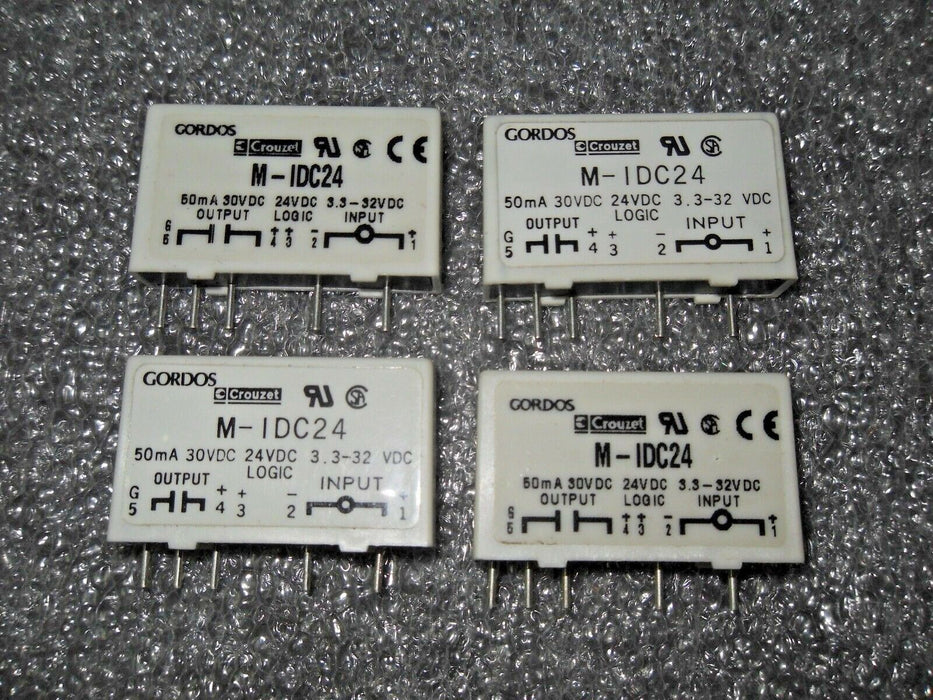 GORDOS
Crouzet
M-IDC24
50mA 30VDC 24VDC 3.3-32VDC
OUTPUT LOGIC INPUT
G + + - +
5 4 3 2 1
GORDOS
Crouzet
M-IDC24
50mA 30VDC 24VDC 3.3-32 VDC
OUTPUT LOGIC INPUT
G + + - +
5 4 3 2 1
GORDOS
Crouzet
M-IDC24
50mA 30VDC 24VDC 3.3-32 VDC
OUTPUT LOGIC INPUT
G + + - +
5 4 3 2 1
GORDOS
Crouzet
M-IDC24
50mA 30VDC 24VDC 3.3-32VDC
OUTPUT LOGIC INPUT
G + + - +
5 4 3 2 1